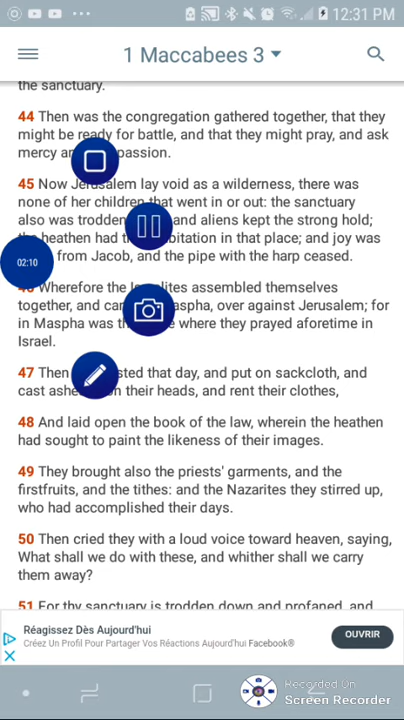 12:31 PM
1 Maccabees 3
the sanctuary.
44 Then was the congregation gathered together, that they
might be ready for battle, and that they might pray, and ask
mercy and passion.
45 Now Jerusalem lay void as a wilderness, there was
none of her children that went in or out: the sanctuary
also was trodden and aliens kept the strong hold;
the heathen had bitation in that place; and joy was
02:10
from Jacob, and the pipe with the harp ceased.
46 Wherefore the Israelites assembled themselves
together, and aspha, over against Jerusalem; for
in Maspha was the where they prayed aforetime in
Israel.
47 Then sted that day, and put on sackcloth, and
cast ashes on their heads, and rent their clothes,
48 And laid open the book of the law, wherein the heathen
had sought to paint the likeness of their images.
49 They brought also the priests' garments, and the
firstfruits, and the tithes: and the Nazarites they stirred up,
who had accomplished their days.
50 Then cried they with a loud voice toward heaven, saying,
What shall we do with these, and whither shall we carry
them away?
51 For thy sanctuary is trodden down and profaned, and
Réagissez Dès Aujourd'hui
Créez Un Profil Pour Partager Vos Réactions Aujourd'hui Facebook®
OUVRIR
Recorded On
Screen Recorder